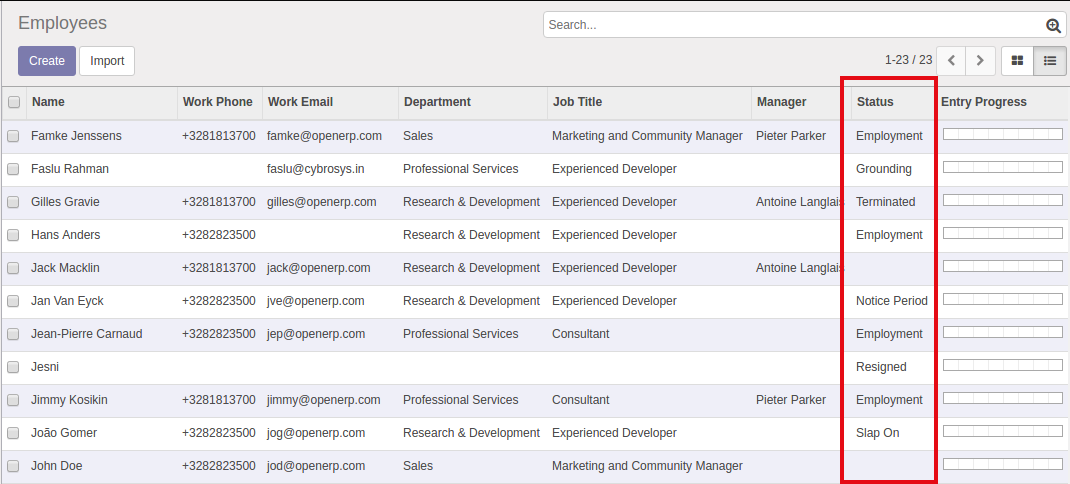 Employees
Search...
Create Import
1-23 / 23
Name Work Phone Work Email Department Job Title Manager Status Entry Progress
Famke Jenssens +3281813700 famke@openerp.com Sales Marketing and Community Manager Pieter Parker Employment
Faslu Rahman faslu@cybrosys.in Professional Services Experienced Developer Grounding
Gilles Gravie +3281813700 gilles@openerp.com Research & Development Experienced Developer Antoine Langlais Terminated
Hans Anders +3282823500 Research & Development Experienced Developer Employment
Jack Macklin +3281813700 jack@openerp.com Research & Development Experienced Developer Antoine Langlais
Jan Van Eyck +3282823500 jve@openerp.com Research & Development Experienced Developer Notice Period
Jean-Pierre Carnaud +3282823500 jep@openerp.com Professional Services Consultant Employment
Jesni Resigned
Jimmy Kosikin +3281813700 jimmy@openerp.com Professional Services Consultant Pieter Parker Employment
João Gomer +3282823500 jog@openerp.com Research & Development Experienced Developer Slap On
John Doe +3282823500 jod@openerp.com Sales Marketing and Community Manager